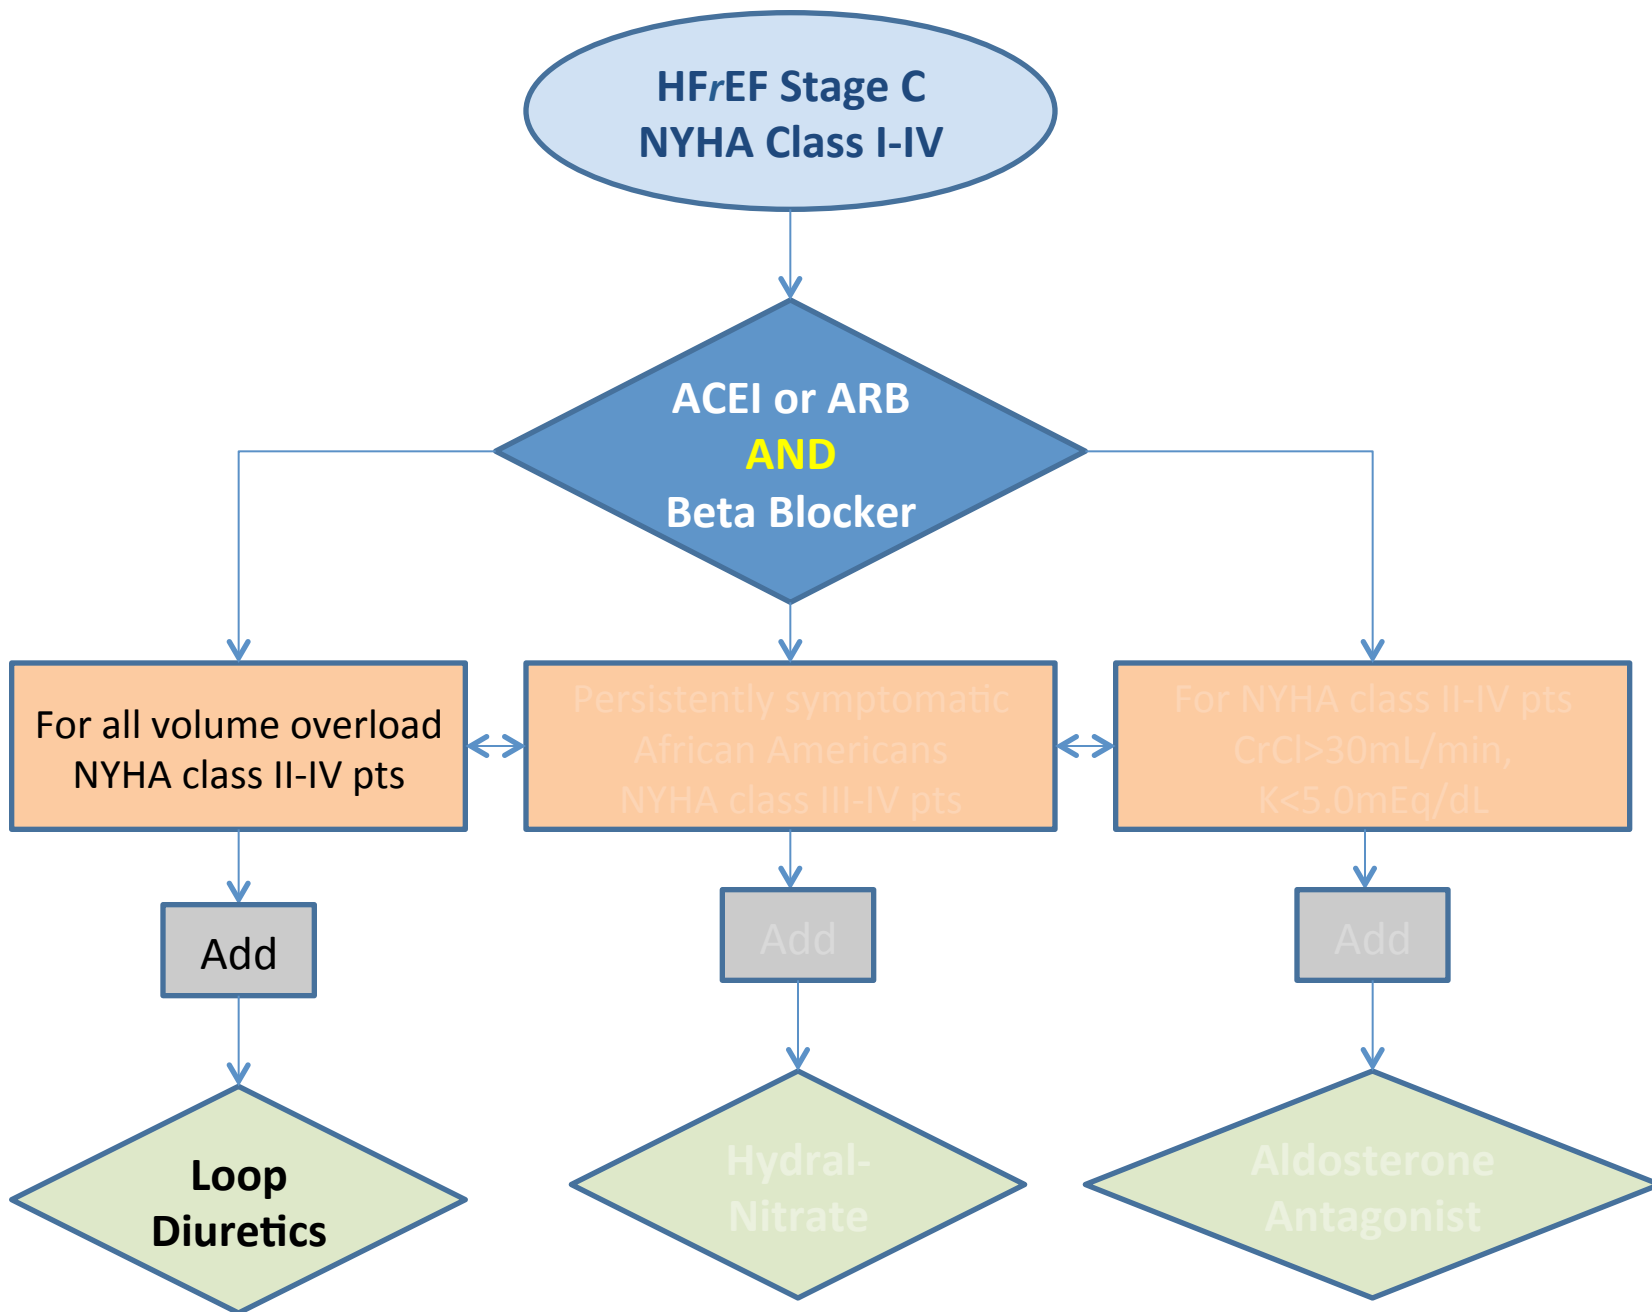 HFrEF Stage C
NYHA Class I-IV
ACEI or ARB
AND
Beta Blocker
For all volume overload
NYHA class II-IV pts
Persistently symptomatic
African Americans
NYHA class III-IV pts
For NYHA class II-IV pts
CrCl>30mL/min,
K<5.0mEq/dL
Add
Add
Add
Loop
Diuretics
Hydral-
Nitrate
Aldosterone
Antagonist